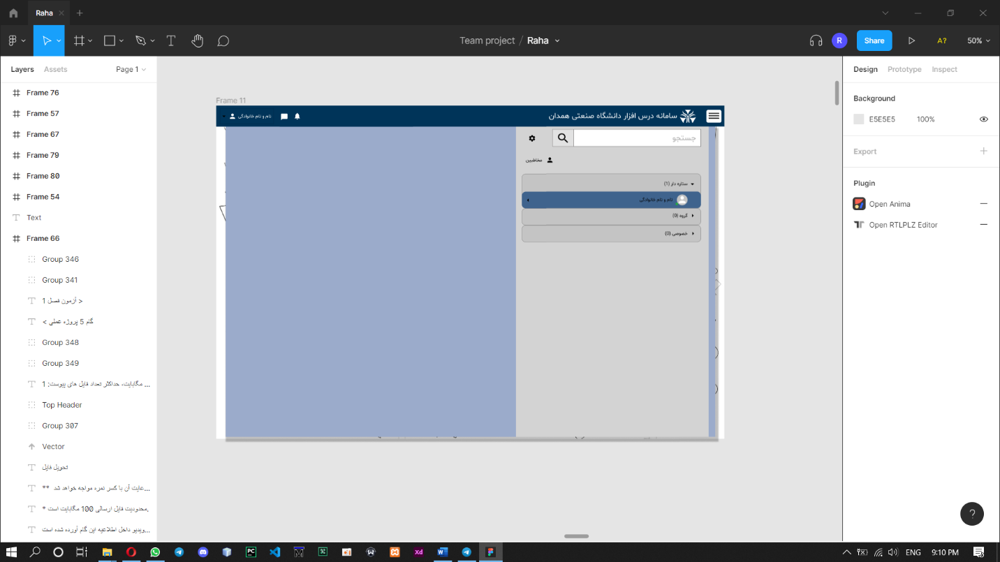 Raha
Team project / Raha
R
Share
A?
50%
Layers
Assets
Page 1
Frame 76
Frame 57
Frame 67
Frame 79
Frame 80
Frame 54
Text
Frame 66
Group 346
Group 341
آزمون فصل 1 >
گام 5 پروژه عملی >
Group 348
Group 349
مگابایت، حداکثر تعداد فایل های پیوست: 1 ...
Top Header
Group 307
Vector
تحویل فایل
** ...عایت آن با کسر نمره مواجه خواهد شد
* محدودیت فایل ارسالی 100 مگابایت است.
...ویدیو داخل اطلاعیه این گام آورده شده است
Frame 11
سامانه درس افزار دانشگاه صنعتی همدان
نام و نام خانوادگی
جستجو
مخاطبین
ستاره دار (1)
نام و نام خانوادگی
گروه (0)
خصوصی (0)
Design
Prototype
Inspect
Background
E5E5E5
100%
Export
Plugin
Open Anima
Open RTLPLZ Editor
?
PC
Xd
W
ENG
9:10 PM